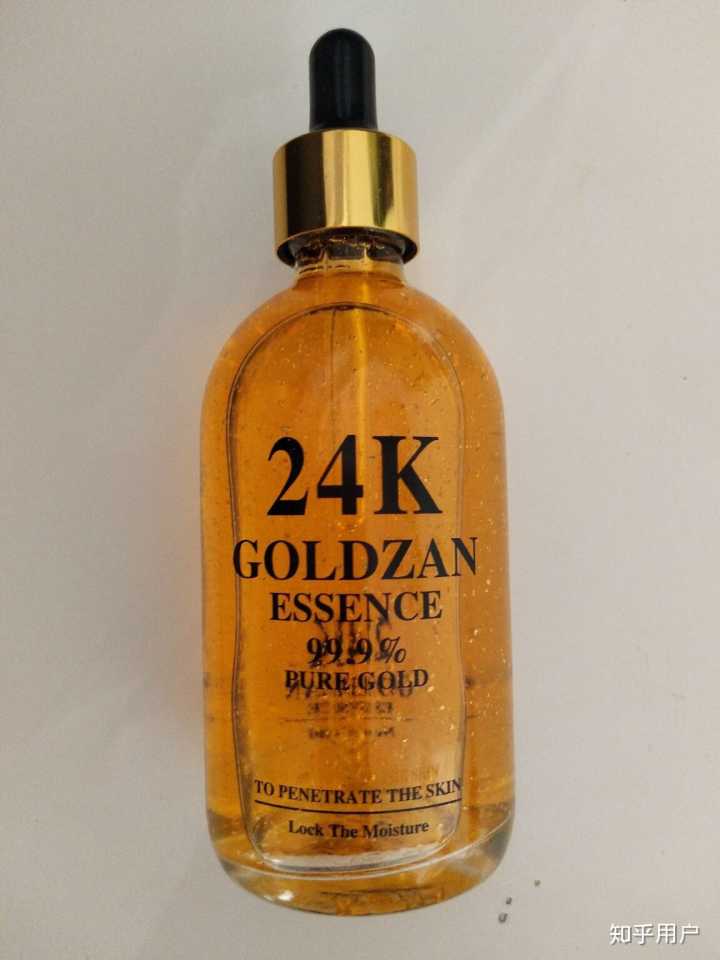 24K
GOLDZAN
ESSENCE
99.9%
PURE GOLD
TO PENETRATE THE SKIN
Lock The Moisture
知乎用户